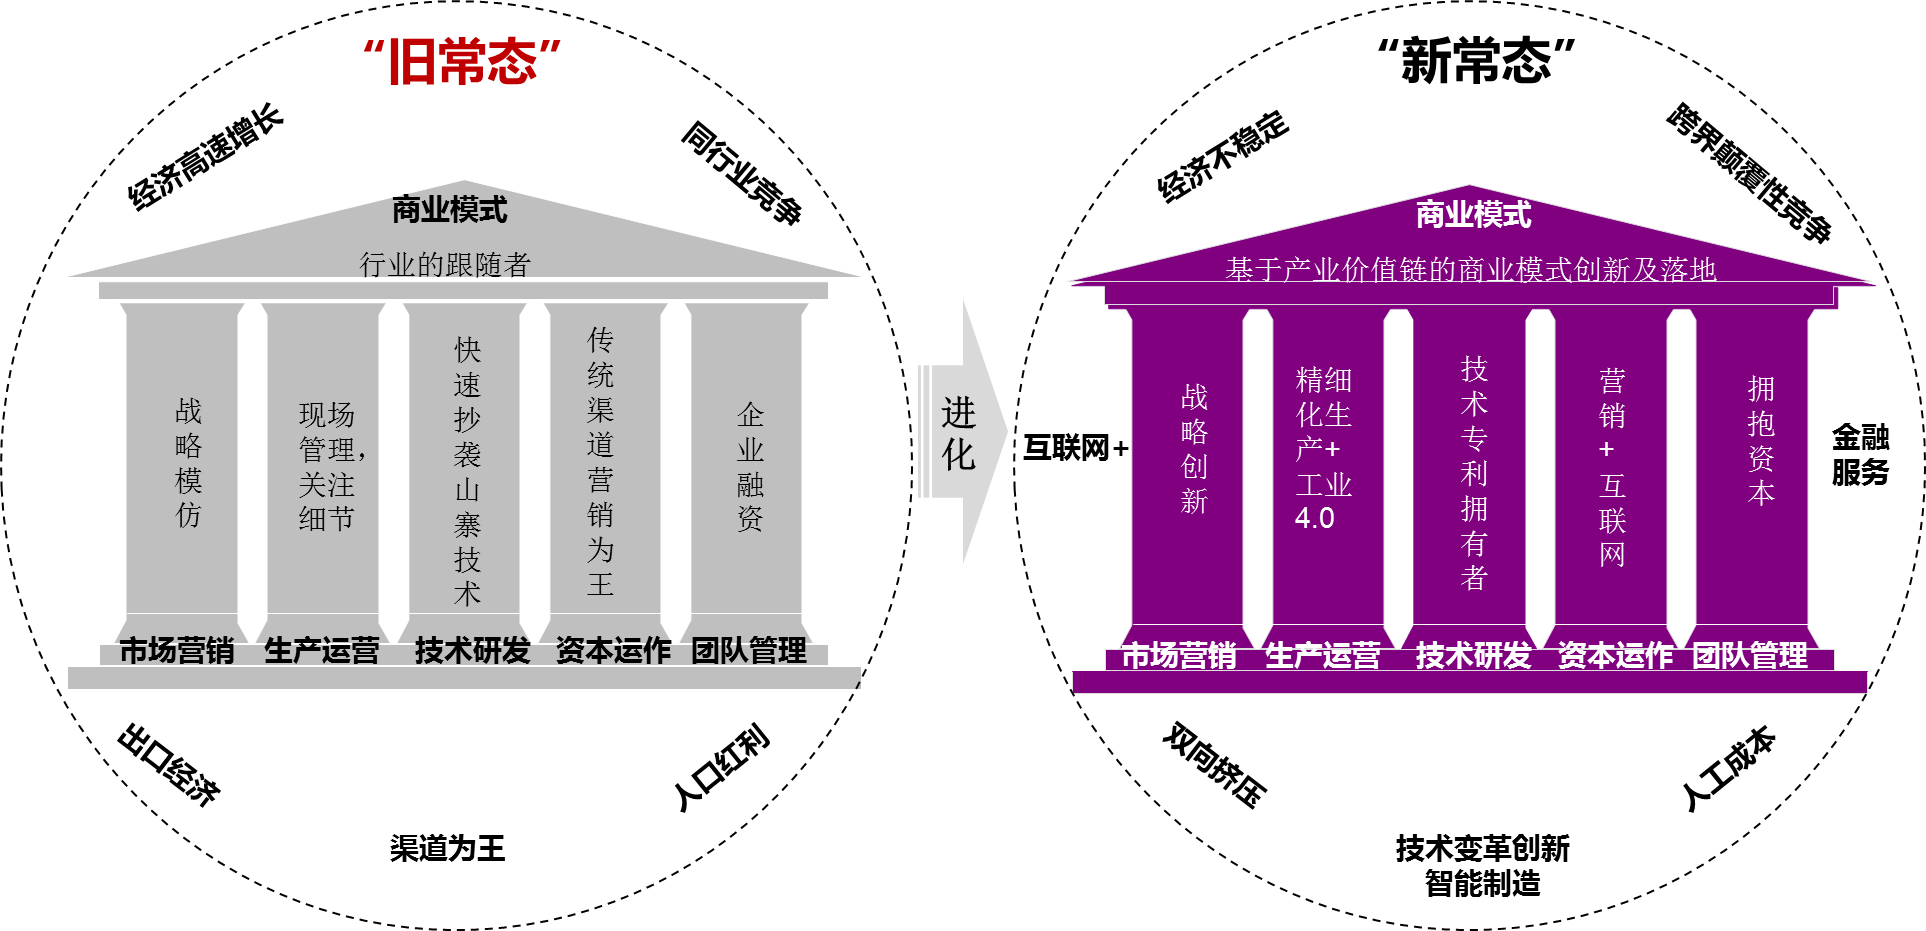 “旧常态”
经济高速增长
同行业竞争
商业模式
行业的跟随者
战
略
模
仿
现场
管理，
关注
细节
快
速
抄
袭
山
寨
技
术
传
统
渠
道
营
销
为
王
企
业
融
资
市场营销
生产运营
技术研发
资本运作
团队管理
出口经济
人口红利
渠道为王
进
化
“新常态”
经济不稳定
跨界颠覆性竞争
商业模式
基于产业价值链的商业模式创新及落地
互联网+
战
略
创
新
精细
化生
产+
工业
4.0
技
术
专
利
拥
有
者
营
销
+
互
联
网
拥
抱
资
本
金融
服务
市场营销
生产运营
技术研发
资本运作
团队管理
双向挤压
人工成本
技术变革创新
智能制造